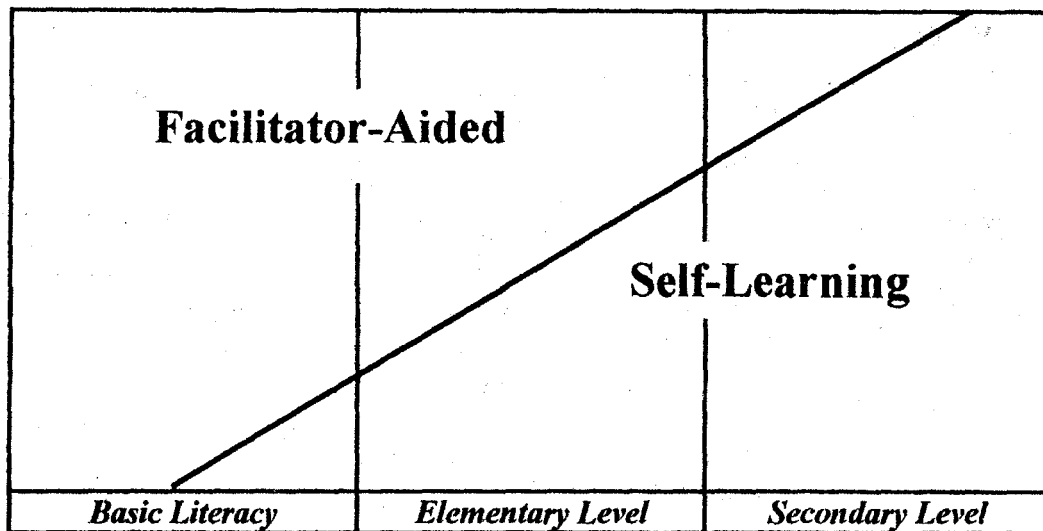 Facilitator-Aided
Self-Learning
Basic Literacy
Elementary Level
Secondary Level